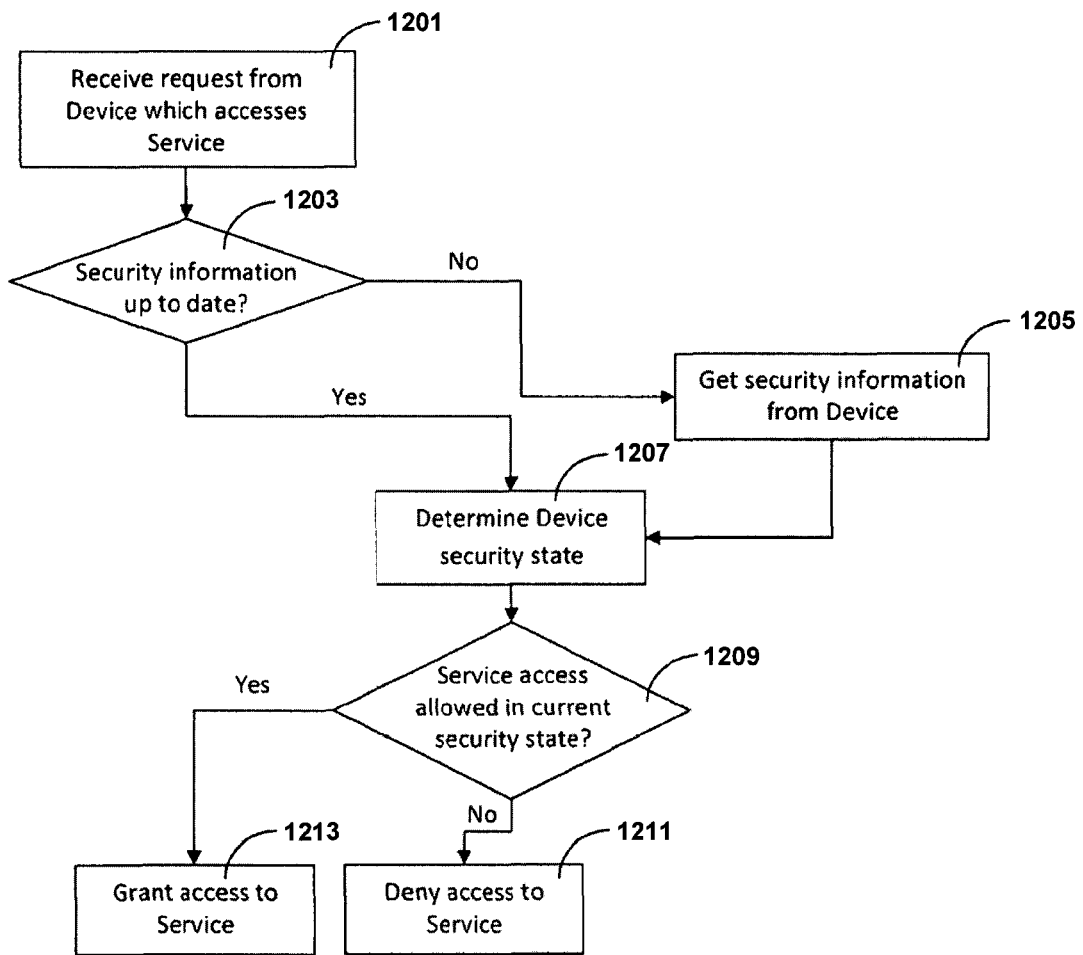 1201
Receive request from
Device which accesses
Service
1203
Security information
up to date?
No
1205
Get security information
from Device
Yes
1207
Determine Device
security state
1209
Service access
allowed in current
security state?
Yes
No
1213
Grant access to
Service
1211
Deny access to
Service